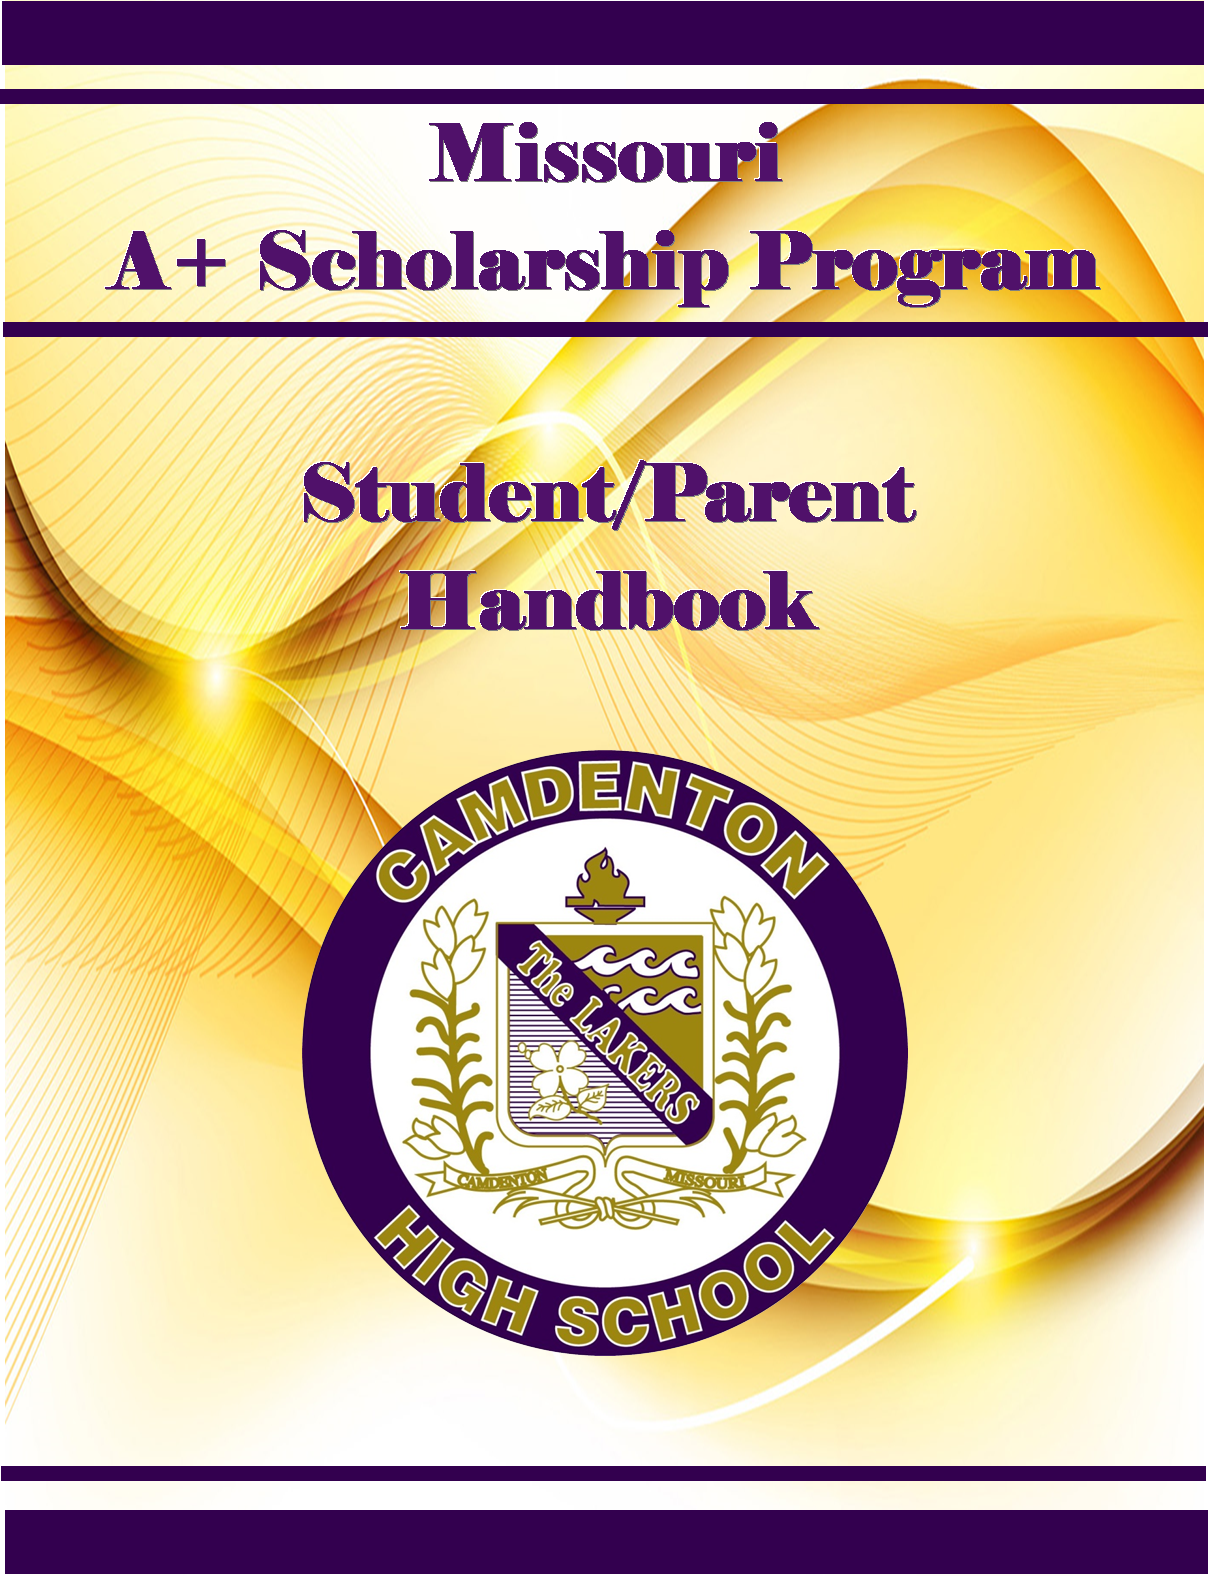 Missouri
A+ Scholarship Program
Student/Parent
Handbook
CAMDENTON
The LAKERS
CAMDENTON
MISSOURI
HIGH SCHOOL